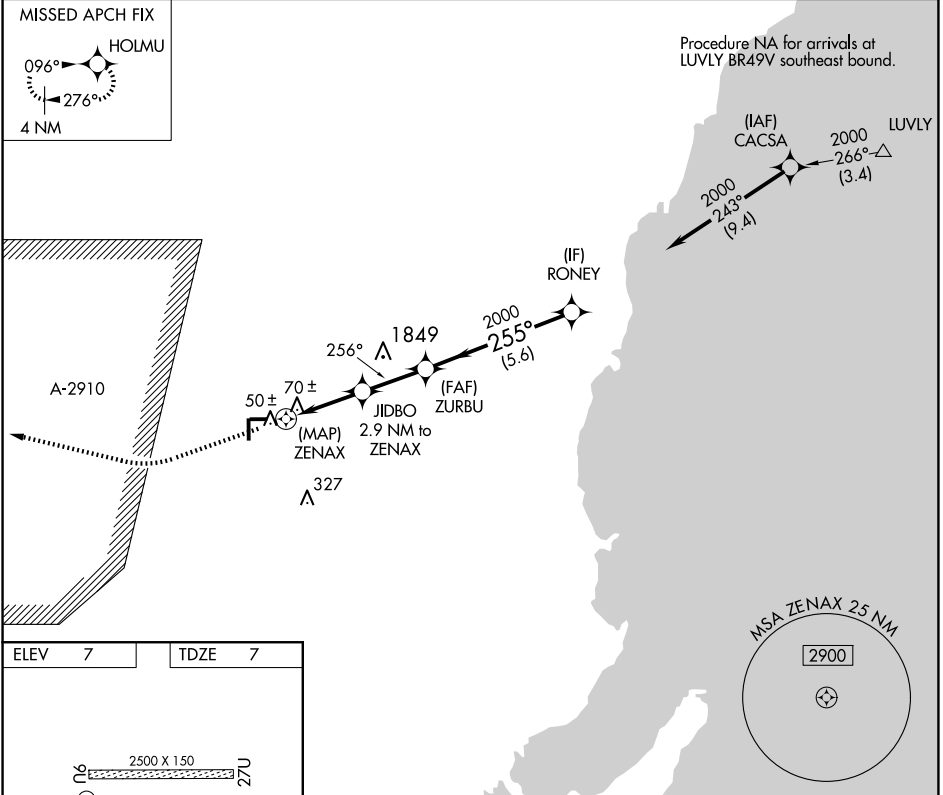 MISSED APCH FIX
HOLMU
096°
276°
4 NM
Procedure NA for arrivals at
LUVLY BR49V southeast bound.
(IAF)
CACSA
LUVLY
2000
266°
(3.4)
2000
243°
(9.4)
(IF)
RONEY
2000
255°
(5.6)
1849
256°
(FAF)
ZURBU
A-2910
50 ±
70 ±
JIDBO
2.9 NM to
ZENAX
(MAP)
ZENAX
327
MSA ZENAX 25 NM
2900
ELEV 7
TDZE 7
2500 X 150
9U
27U